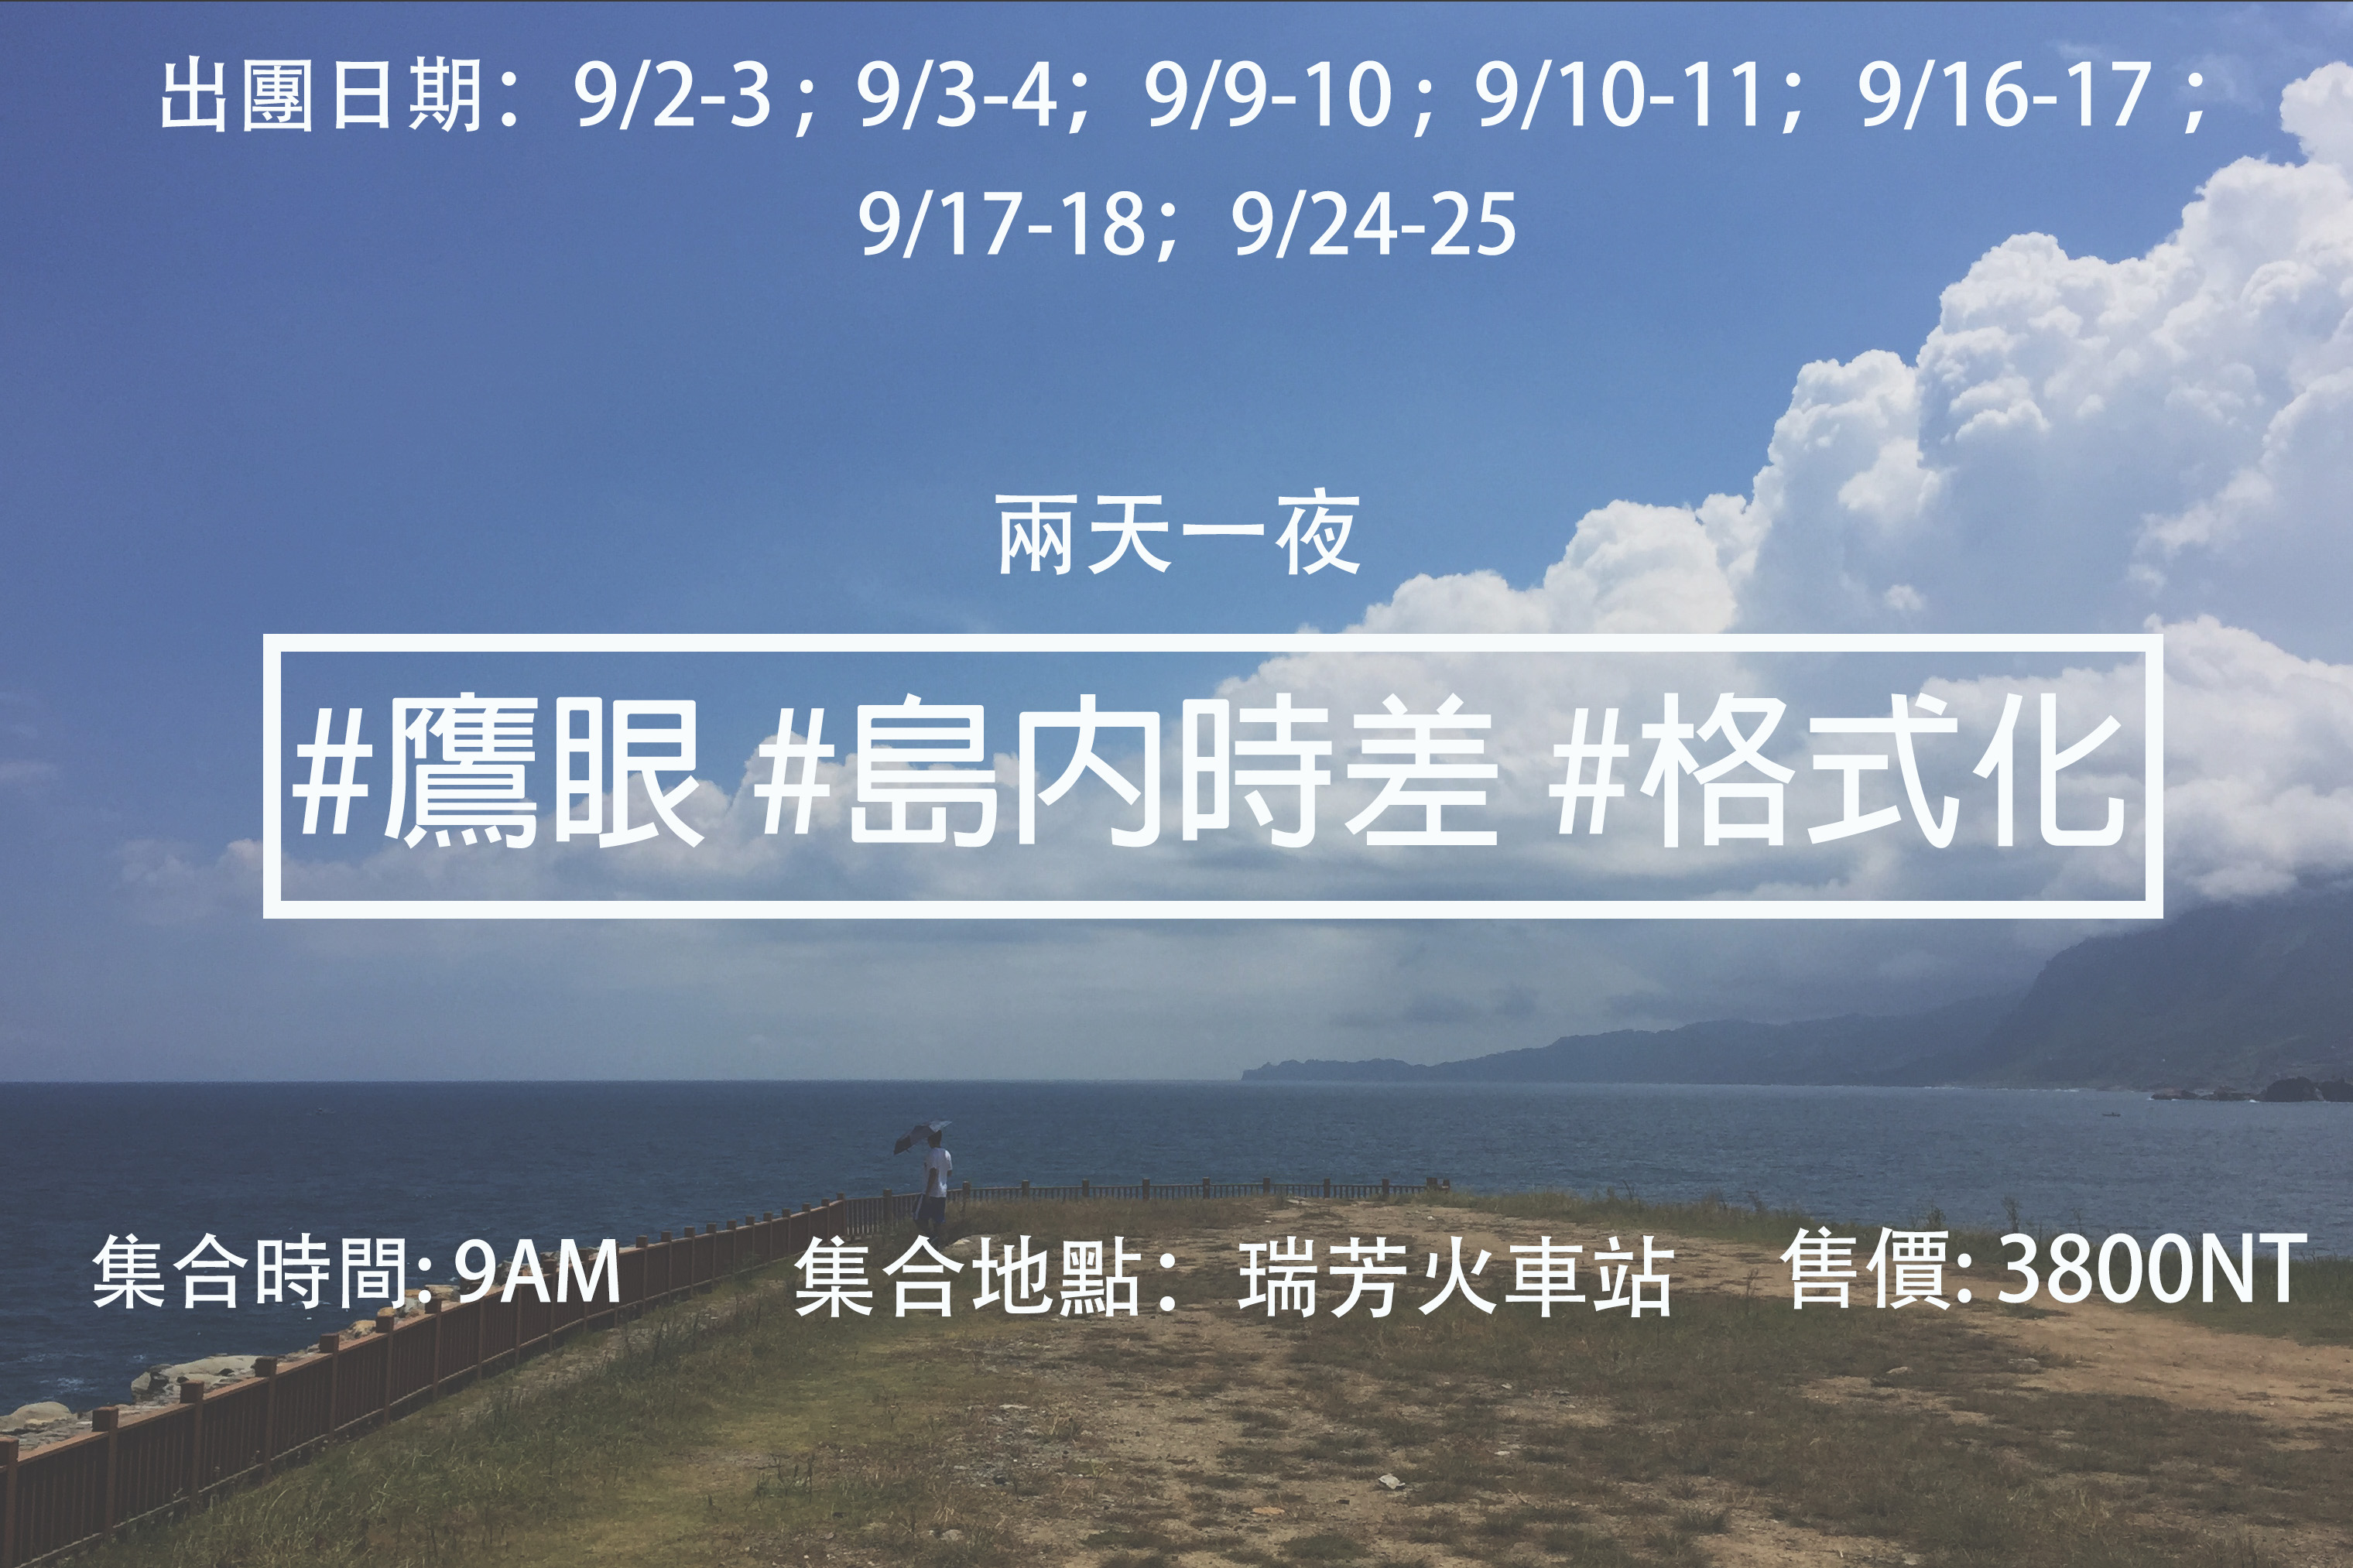 出團日期：9/2-3；9/3-4；9/9-10；9/10-11；9/16-17；
9/17-18；9/24-25
兩天一夜
#鷹眼 #島內時差 #格式化
集合時間: 9AM
集合地點：瑞芳火車站
售價: 3800NT